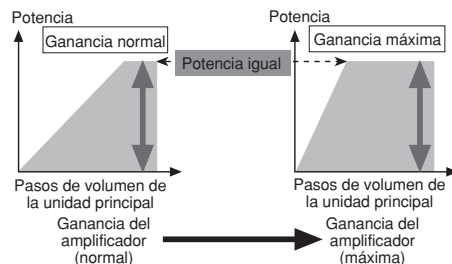 Potencia
Ganancia normal
Potencia igual
Pasos de volumen de
la unidad principal
Ganancia del
amplificador
(normal)
Potencia
Ganancia máxima
Pasos de volumen de
la unidad principal
Ganancia del
amplificador
(máxima)